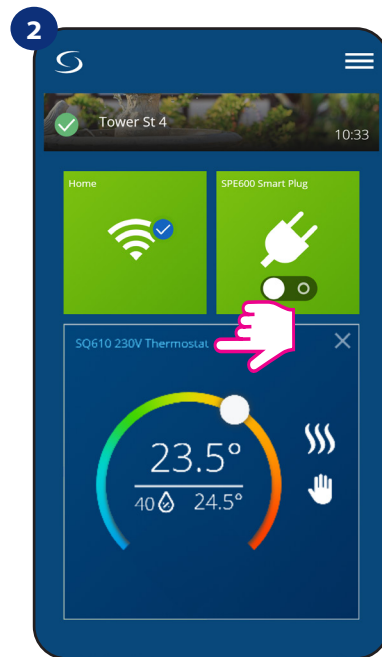 2
Tower St 4
10:33
Home
SPE600 Smart Plug
SQ610 230V Thermostat
23.5°
40 24.5°